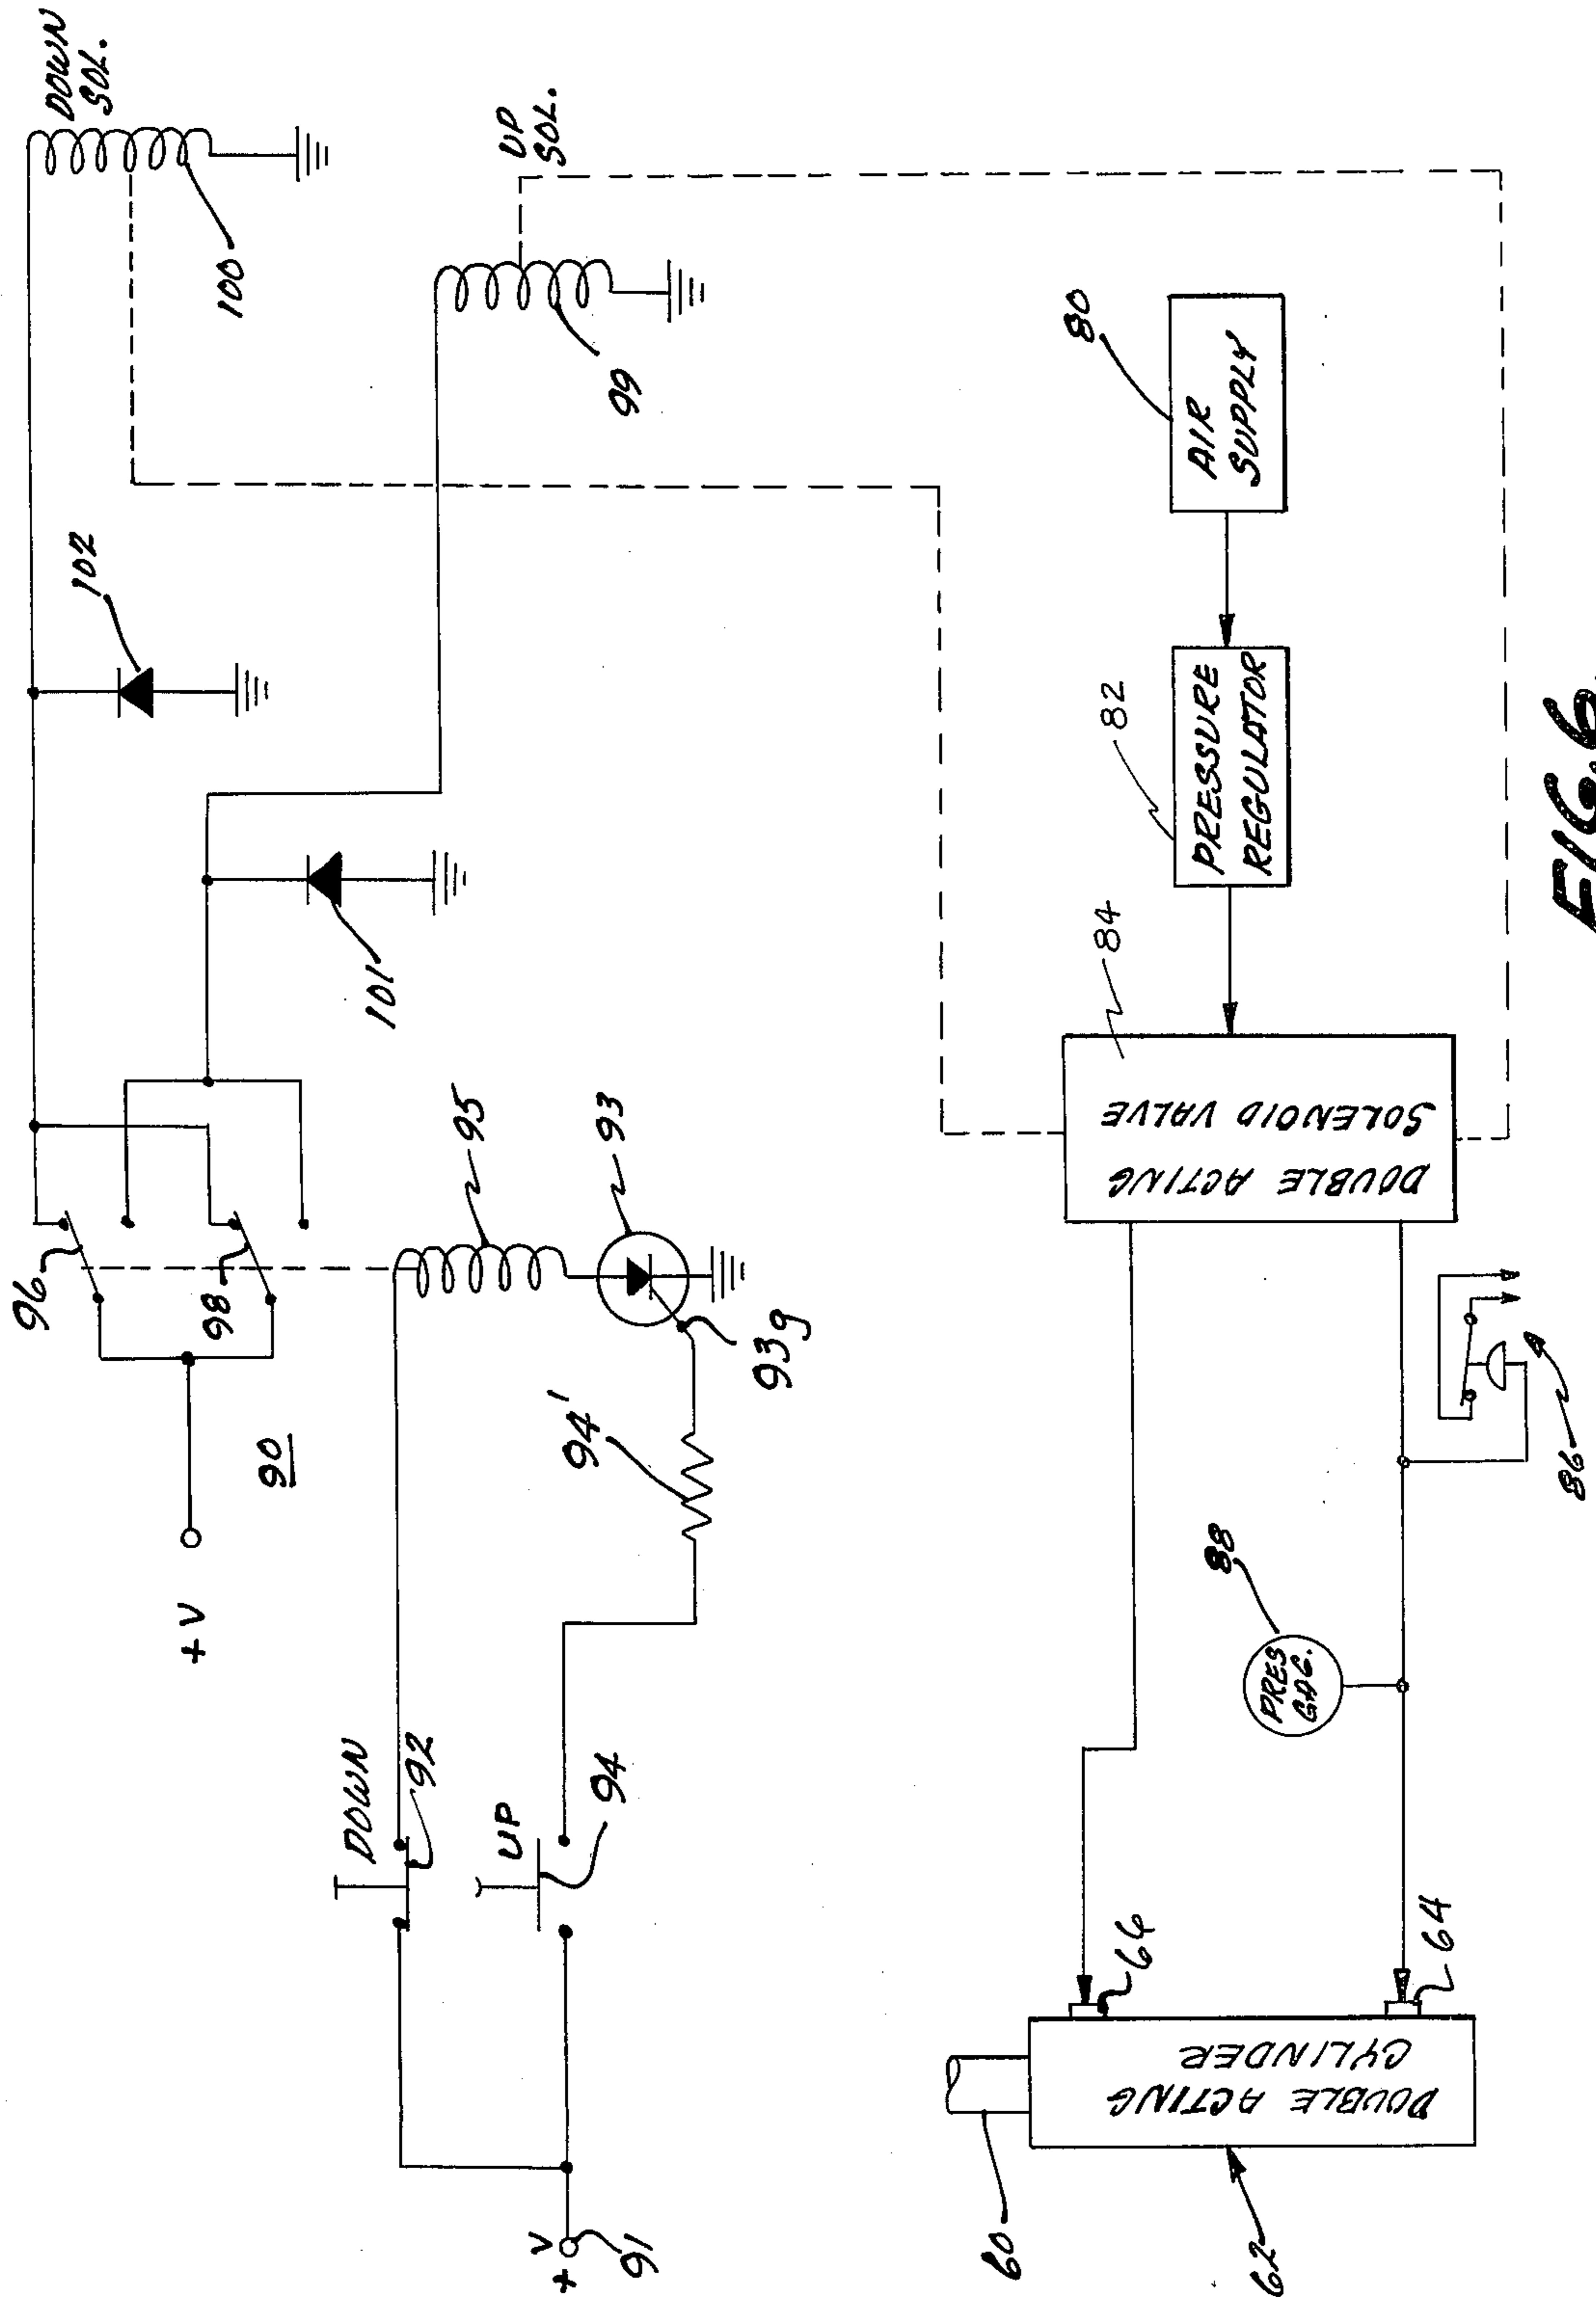 DOWN
SOL.
100
UP
SOL.
99
102
101
96
98
+V
90
95
93
93g
94'
DOWN
92
UP
94
+V
91
80
AIR
SUPPLY
82
PRESSURE
REGULATOR
84
DOUBLE ACTING
SOLENOID VALVE
86
88
PRES
GAG.
66
64
DOUBLE ACTING
CYLINDER
60
62
FIG.6.